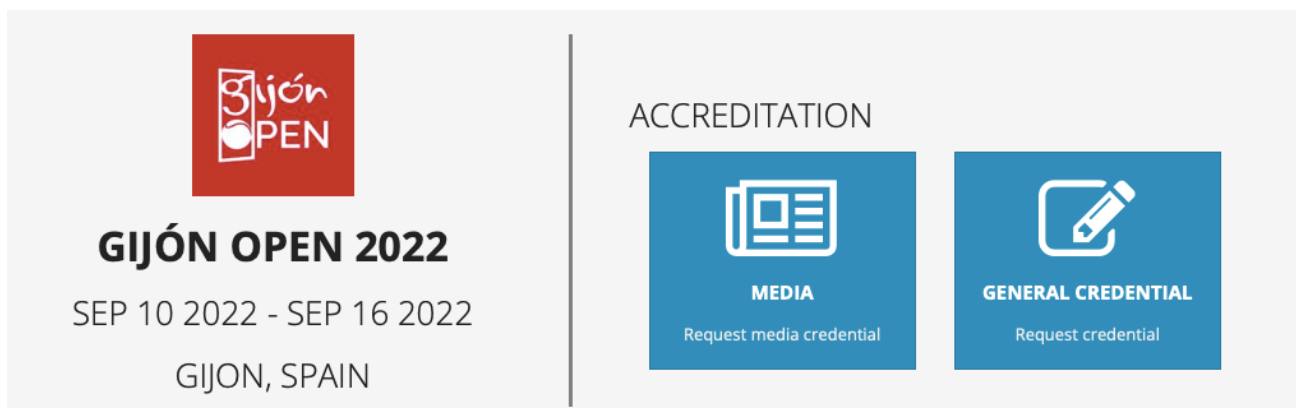 gijón
OPEN
GIJÓN OPEN 2022
SEP 10 2022 - SEP 16 2022
GIJON, SPAIN
ACCREDITATION
MEDIA
Request media credential
GENERAL CREDENTIAL
Request credential